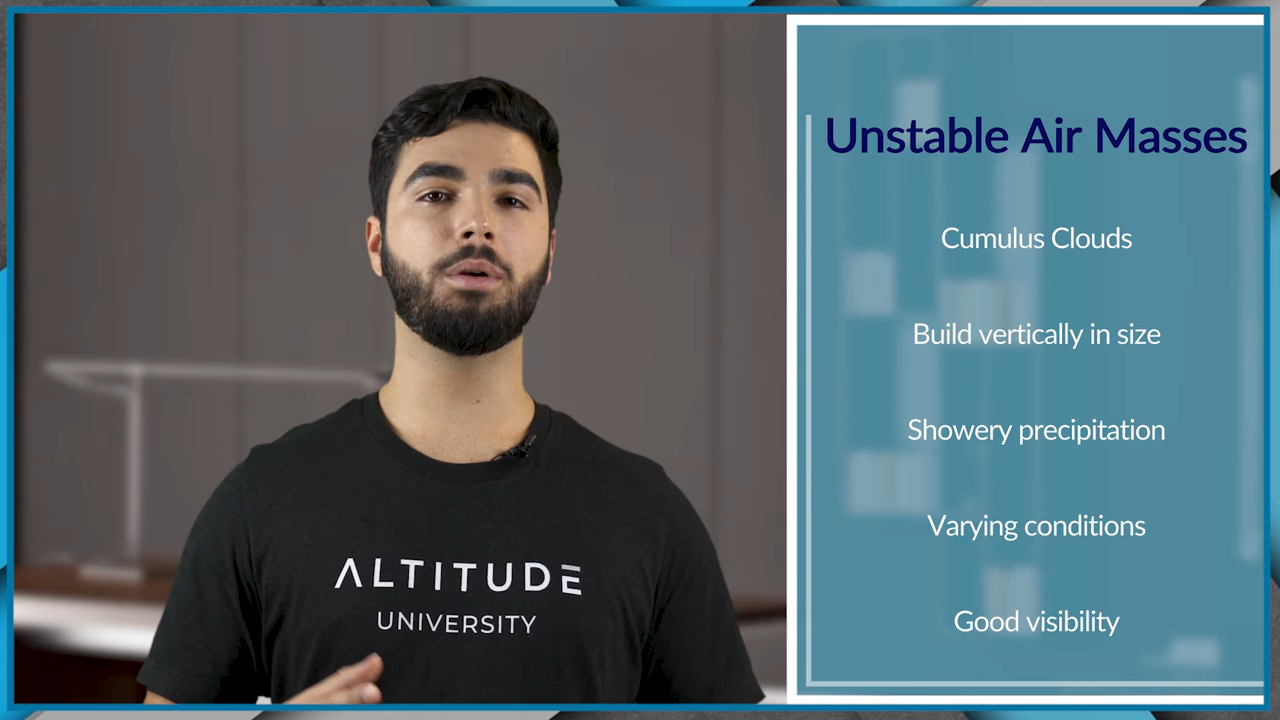 Unstable Air Masses
Cumulus Clouds
Build vertically in size
Showery precipitation
Varying conditions
Good visibility
ALTITUDE
UNIVERSITY